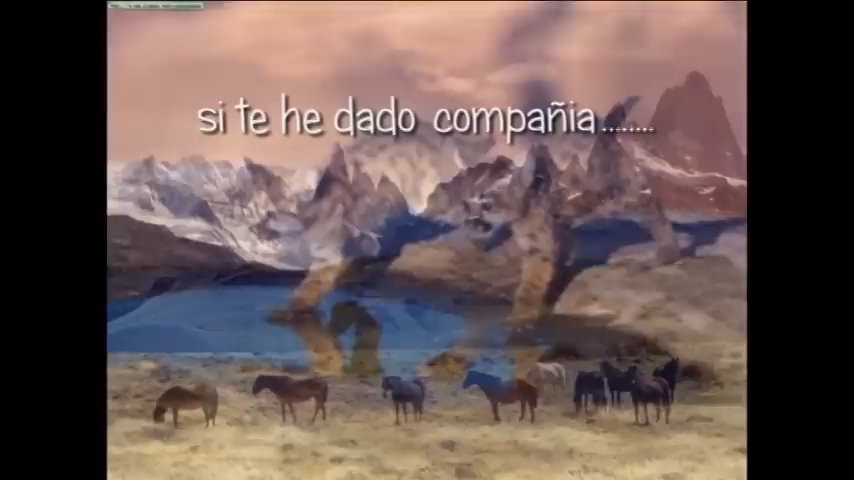 si te he dado compañia........